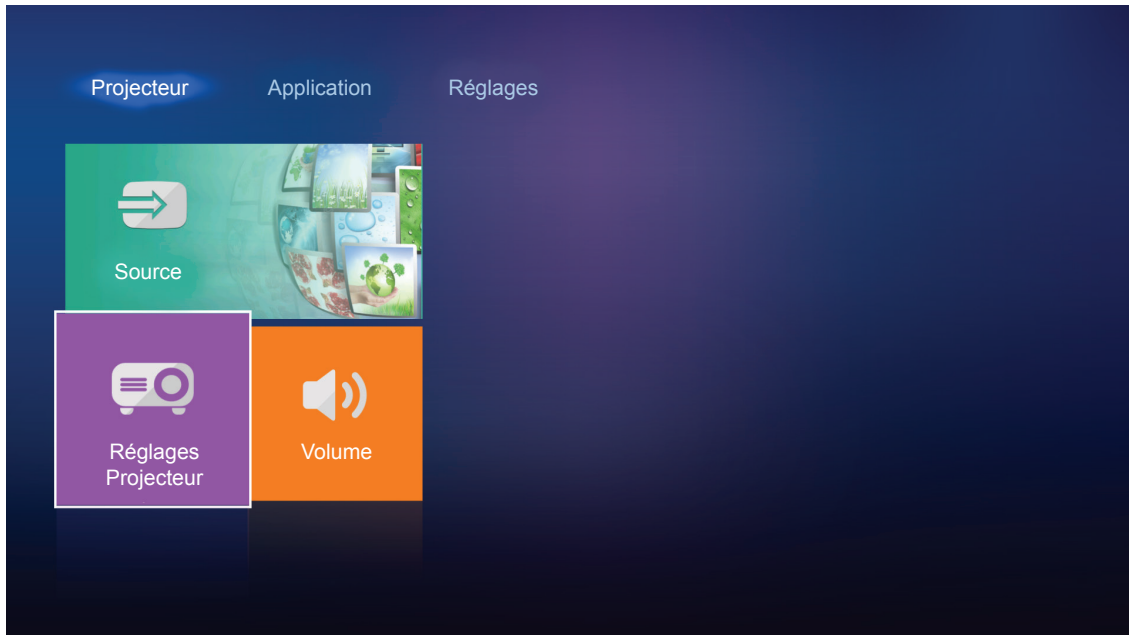 Projecteur
Application
Réglages
Source
Réglages
Projecteur
Volume